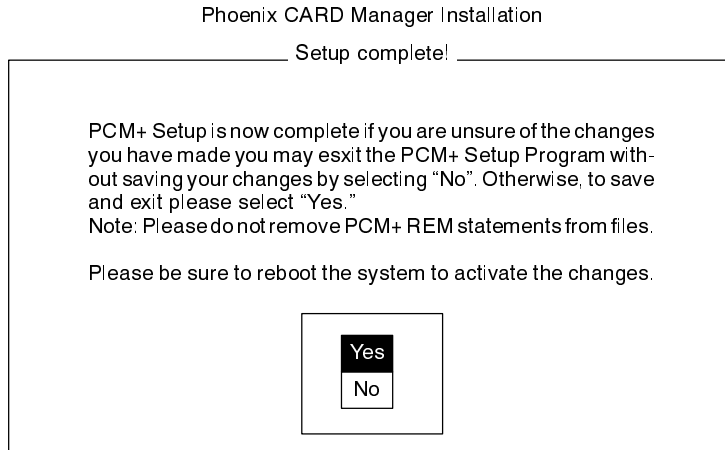 Phoenix CARD Manager Installation
Setup complete!
PCM+ Setup is now complete if you are unsure of the changes
you have made you may esxit the PCM+ Setup Program with-
out saving your changes by selecting “No”. Otherwise, to save
and exit please select “Yes.”
Note: Please do not remove PCM+ REM statements from files.
Please be sure to reboot the system to activate the changes.
Yes
No